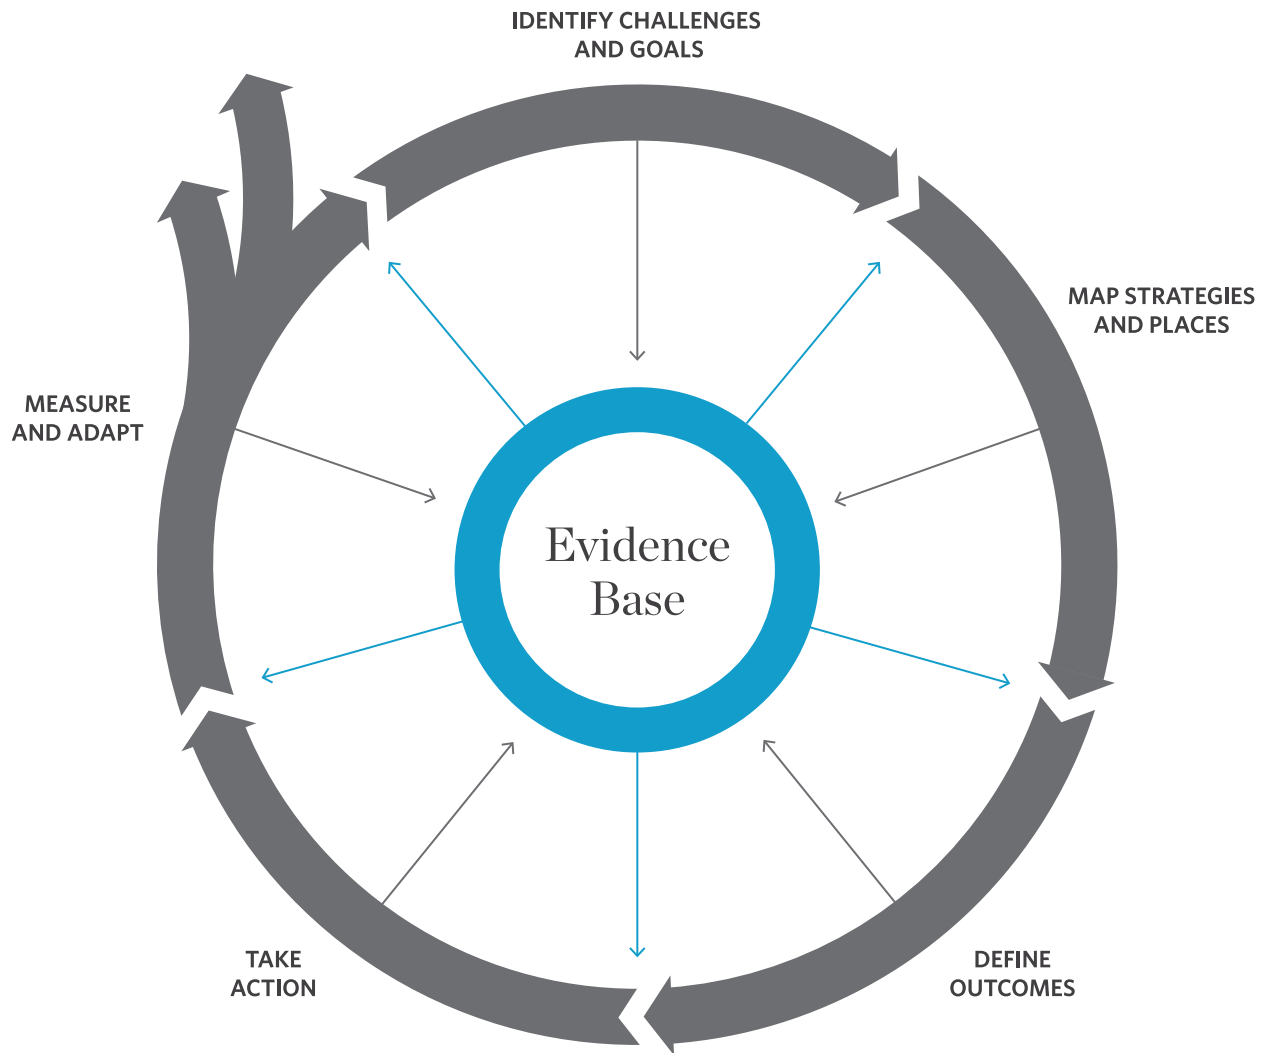 IDENTIFY CHALLENGES
AND GOALS
MAP STRATEGIES
AND PLACES
MEASURE
AND ADAPT
Evidence
Base
TAKE
ACTION
DEFINE
OUTCOMES